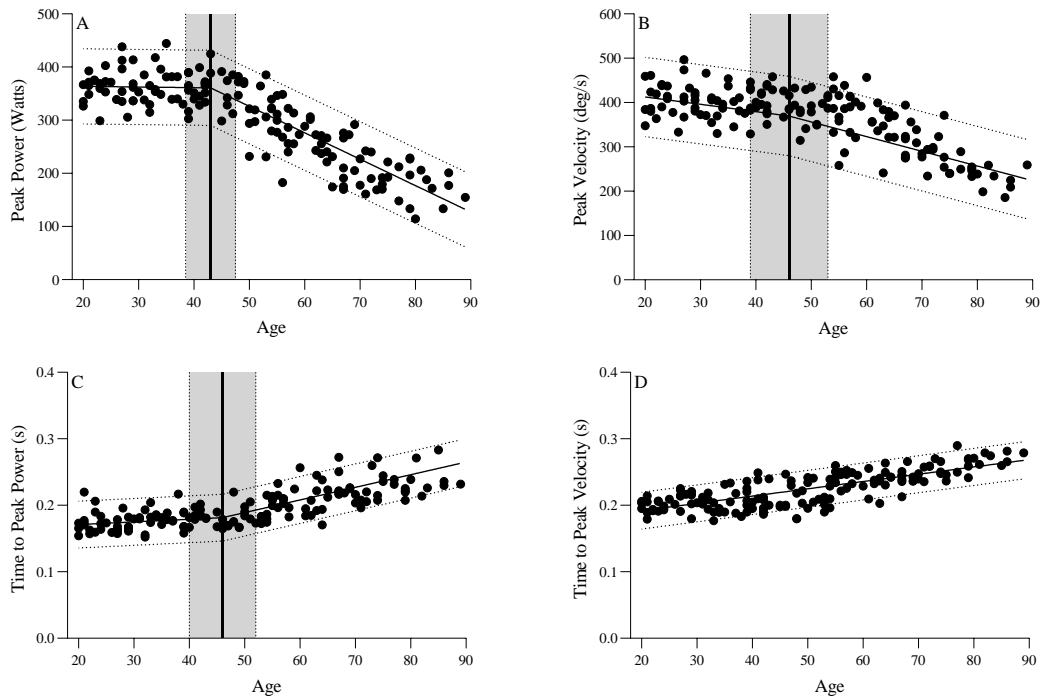 A
Peak Power (Watts)
500
400
300
200
100
0
20 30 40 50 60 70 80 90
Age
B
Peak Velocity (deg/s)
600
500
400
300
200
100
0
20 30 40 50 60 70 80 90
Age
C
Time to Peak Power (s)
0.4
0.3
0.2
0.1
0.0
20 30 40 50 60 70 80 90
Age
D
Time to Peak Velocity (s)
0.4
0.3
0.2
0.1
0.0
20 30 40 50 60 70 80 90
Age